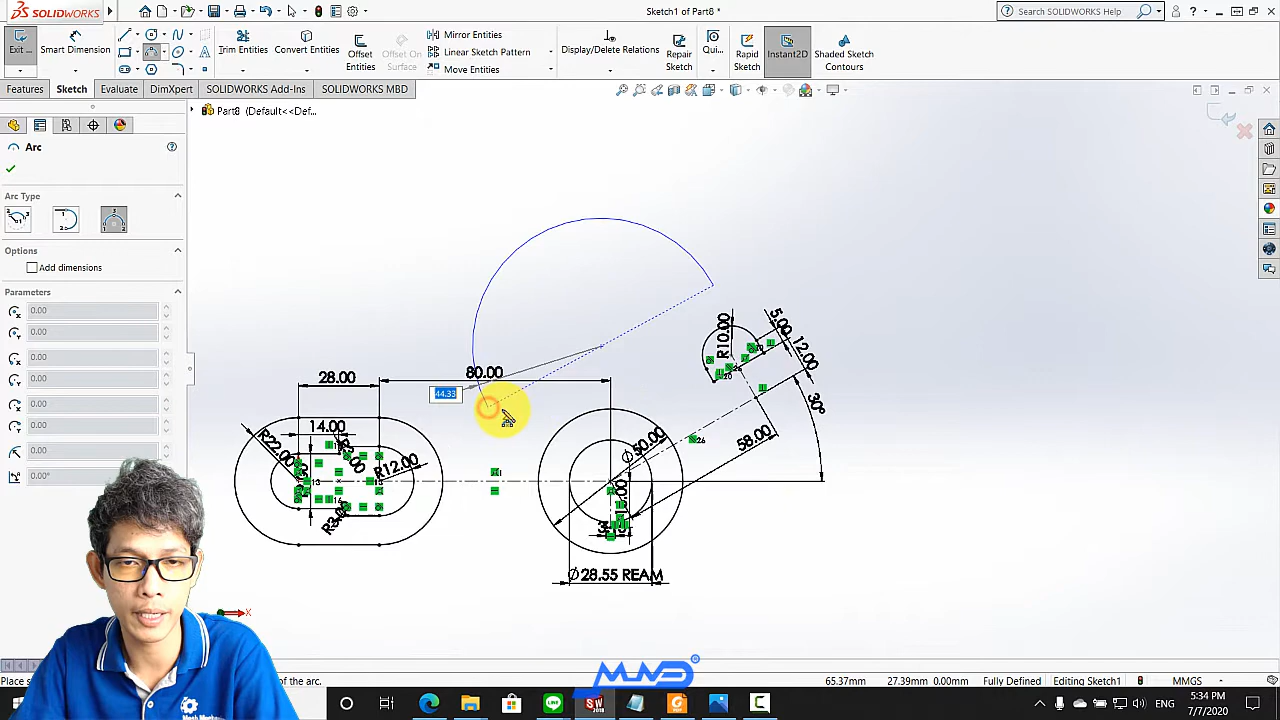 SOLIDWORKS
Sketch1 of Part8 *
Search SOLIDWORKS Help
Exit ...
Smart Dimension
Trim Entities
Convert Entities
Offset Entities
Offset On Surface
Mirror Entities
Linear Sketch Pattern
Move Entities
Display/Delete Relations
Repair Sketch
Qui...
Rapid Sketch
Instant2D
Shaded Sketch Contours
Features
Sketch
Evaluate
DimXpert
SOLIDWORKS Add-Ins
SOLIDWORKS MBD
Part8 (Default<<Def...
Arc
Arc Type
Options
Add dimensions
Parameters
0.00
0.00
0.00
0.00
0.00
0.00
0.00
0.00°
44.33
80.00
28.00
14.00
R22.00
R12.00
R10.00
5.00
12.00
30°
58.00
Ø50.00
Ø28.55 REAM
X
of the arc.
65.37mm
27.39mm
0.00mm
Fully Defined
Editing Sketch1
MMGS
ENG
5:34 PM
7/7/2020